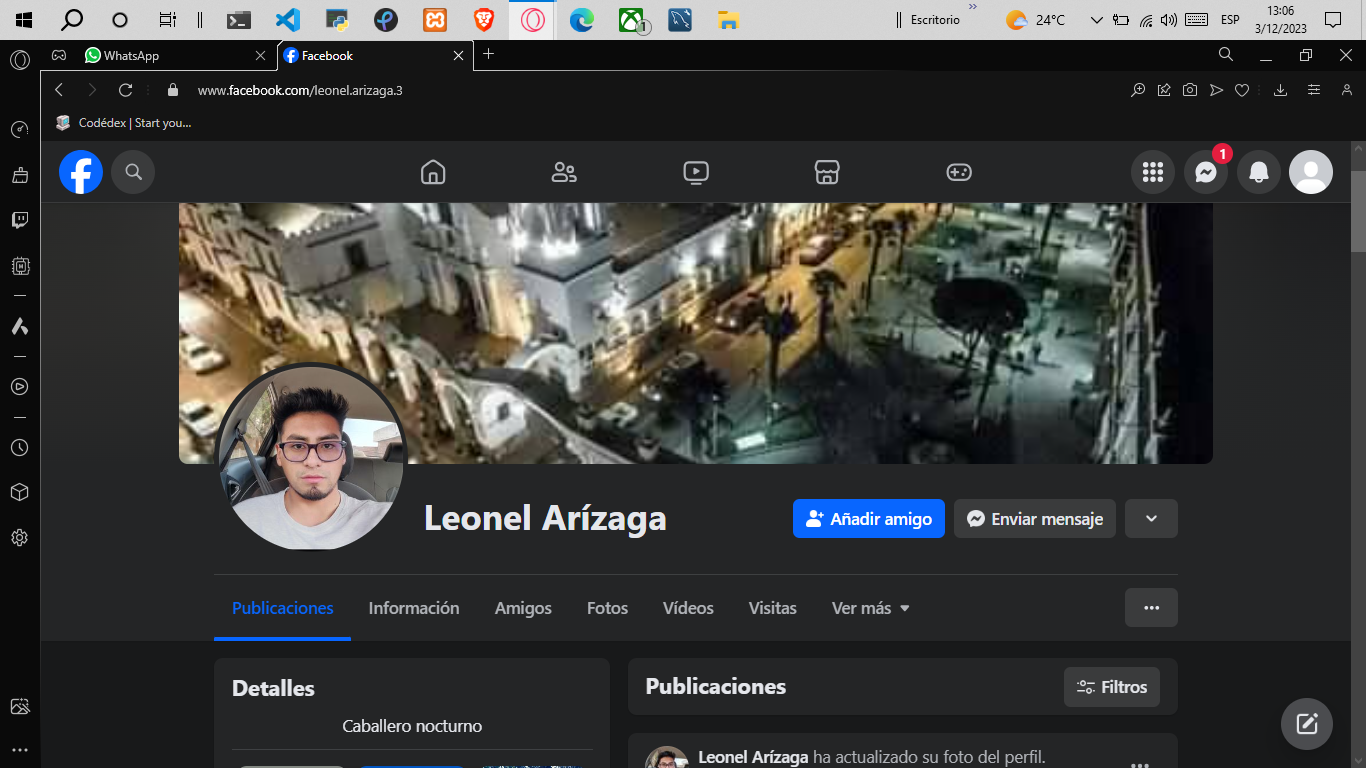 Escritorio
»
24°C
ESP
13:06
3/12/2023
1
WhatsApp
Facebook
www.facebook.com/leonel.arizaga.3
Codédex | Start you...
1
Leonel Arízaga
Añadir amigo
Enviar mensaje
Publicaciones
Información
Amigos
Fotos
Vídeos
Visitas
Ver más
Detalles
Caballero nocturno
Publicaciones
Filtros
Leonel Arízaga ha actualizado su foto del perfil.